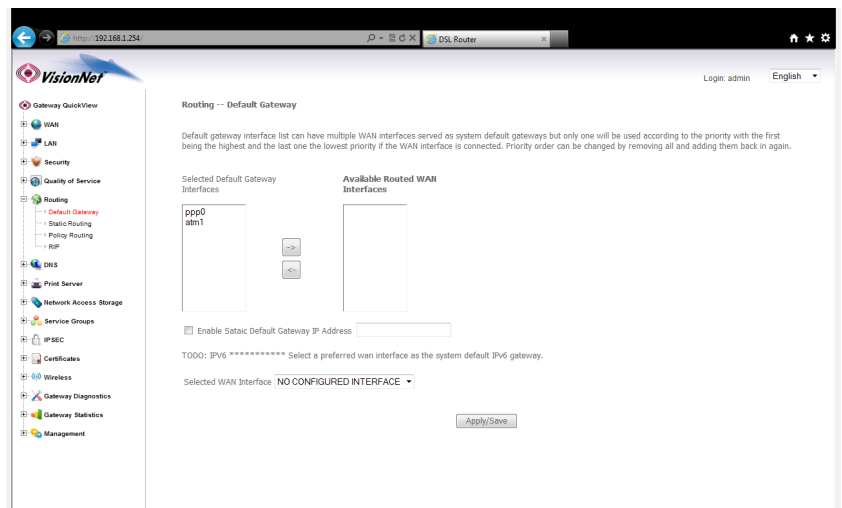 http://192.168.1.254/
DSL Router
VisionNet
Login: admin
English
Gateway QuickView
WAN
LAN
Security
Quality of Service
Routing
Default Gateway
Static Routing
Policy Routing
RIP
DNS
Print Server
Network Access Storage
Service Groups
IPSEC
Certificates
Wireless
Gateway Diagnostics
Gateway Statistics
Management
Routing -- Default Gateway
Default gateway interface list can have multiple WAN interfaces served as system default gateways but only one will be used according to the priority with the first
being the highest and the last one the lowest priority if the WAN interface is connected. Priority order can be changed by removing all and adding them back in again.
Selected Default Gateway
Interfaces
Available Routed WAN
Interfaces
ppp0
atm1
->
<-
Enable Sataic Default Gateway IP Address
TODO: IPV6 *********** Select a preferred wan interface as the system default IPv6 gateway.
Selected WAN Interface NO CONFIGURED INTERFACE
Apply/Save